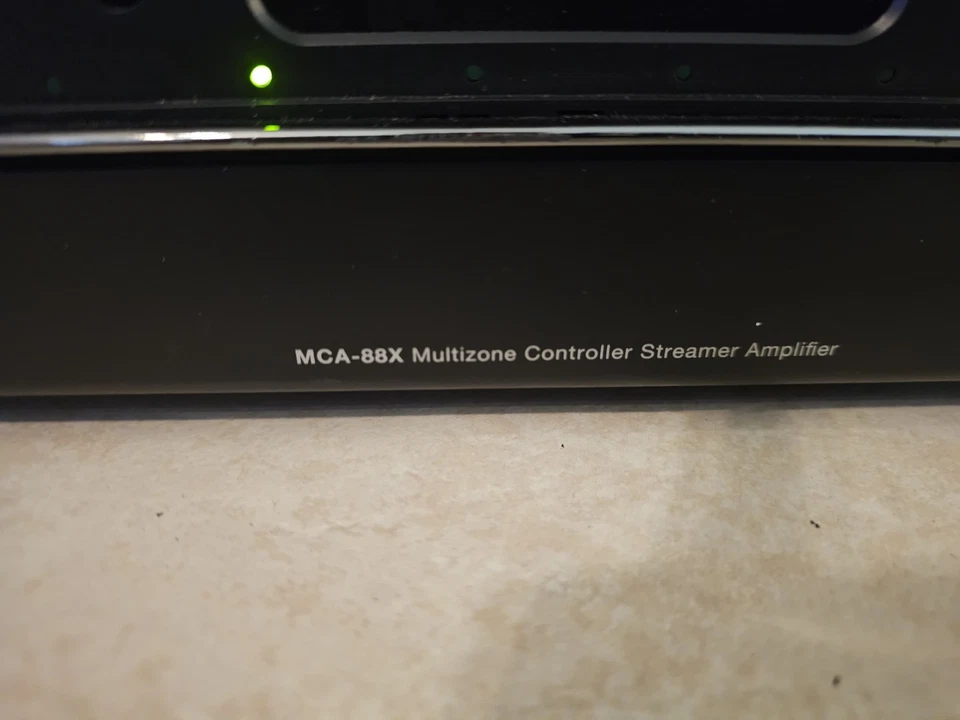 MCA-88X Multizone Controller Streamer Amplifier